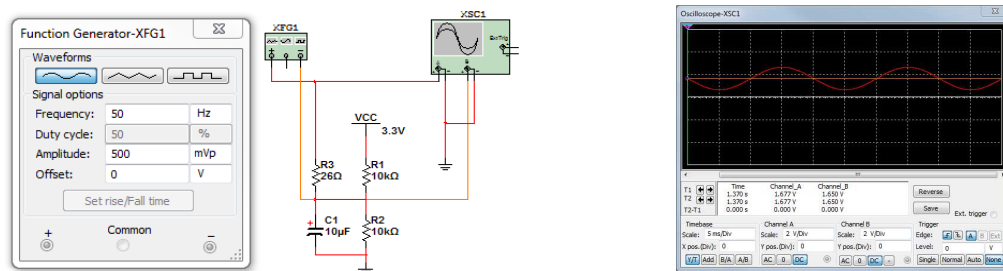 Function Generator-XFG1
Waveforms
Signal options
Frequency: 50 Hz
Duty cycle: 50 %
Amplitude: 500 mVp
Offset: 0 V
Set rise/Fall time
+ Common −
XFG1
XSC1
Ext Trig
A B
VCC
3.3V
R3
26Ω
R1
10kΩ
C1
10µF
R2
10kΩ
Oscilloscope-XSC1
Time Channel_A Channel_B
T1 1.370 s 1.677 V 1.650 V
T2 1.370 s 1.677 V 1.650 V
T2-T1 0.000 s 0.000 V 0.000 V
Reverse
Save
Ext. trigger
Timebase
Scale: 5 ms/Div
X pos.(Div): 0
Y/T Add B/A A/B
Channel A
Scale: 2 V/Div
Y pos.(Div): 0
AC 0 DC
Channel B
Scale: 2 V/Div
Y pos.(Div): 0
AC 0 DC -
Trigger
Edge: A B Ext
Level: 0 V
Single Normal Auto None